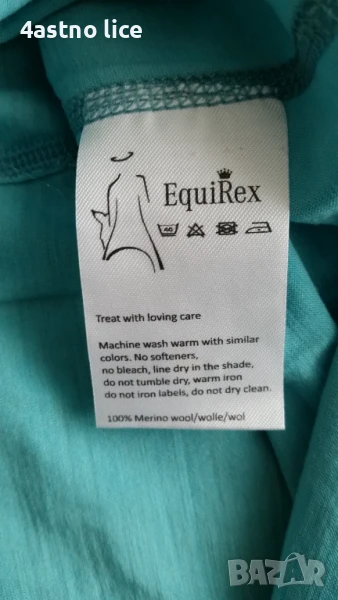 4astno lice
EquiRex
40
Treat with loving care
Machine wash warm with similar
colors. No softeners,
no bleach, line dry in the shade,
do not tumble dry, warm iron
do not iron labels, do not dry clean.
100% Merino wool/wolle/wol
BAZAR